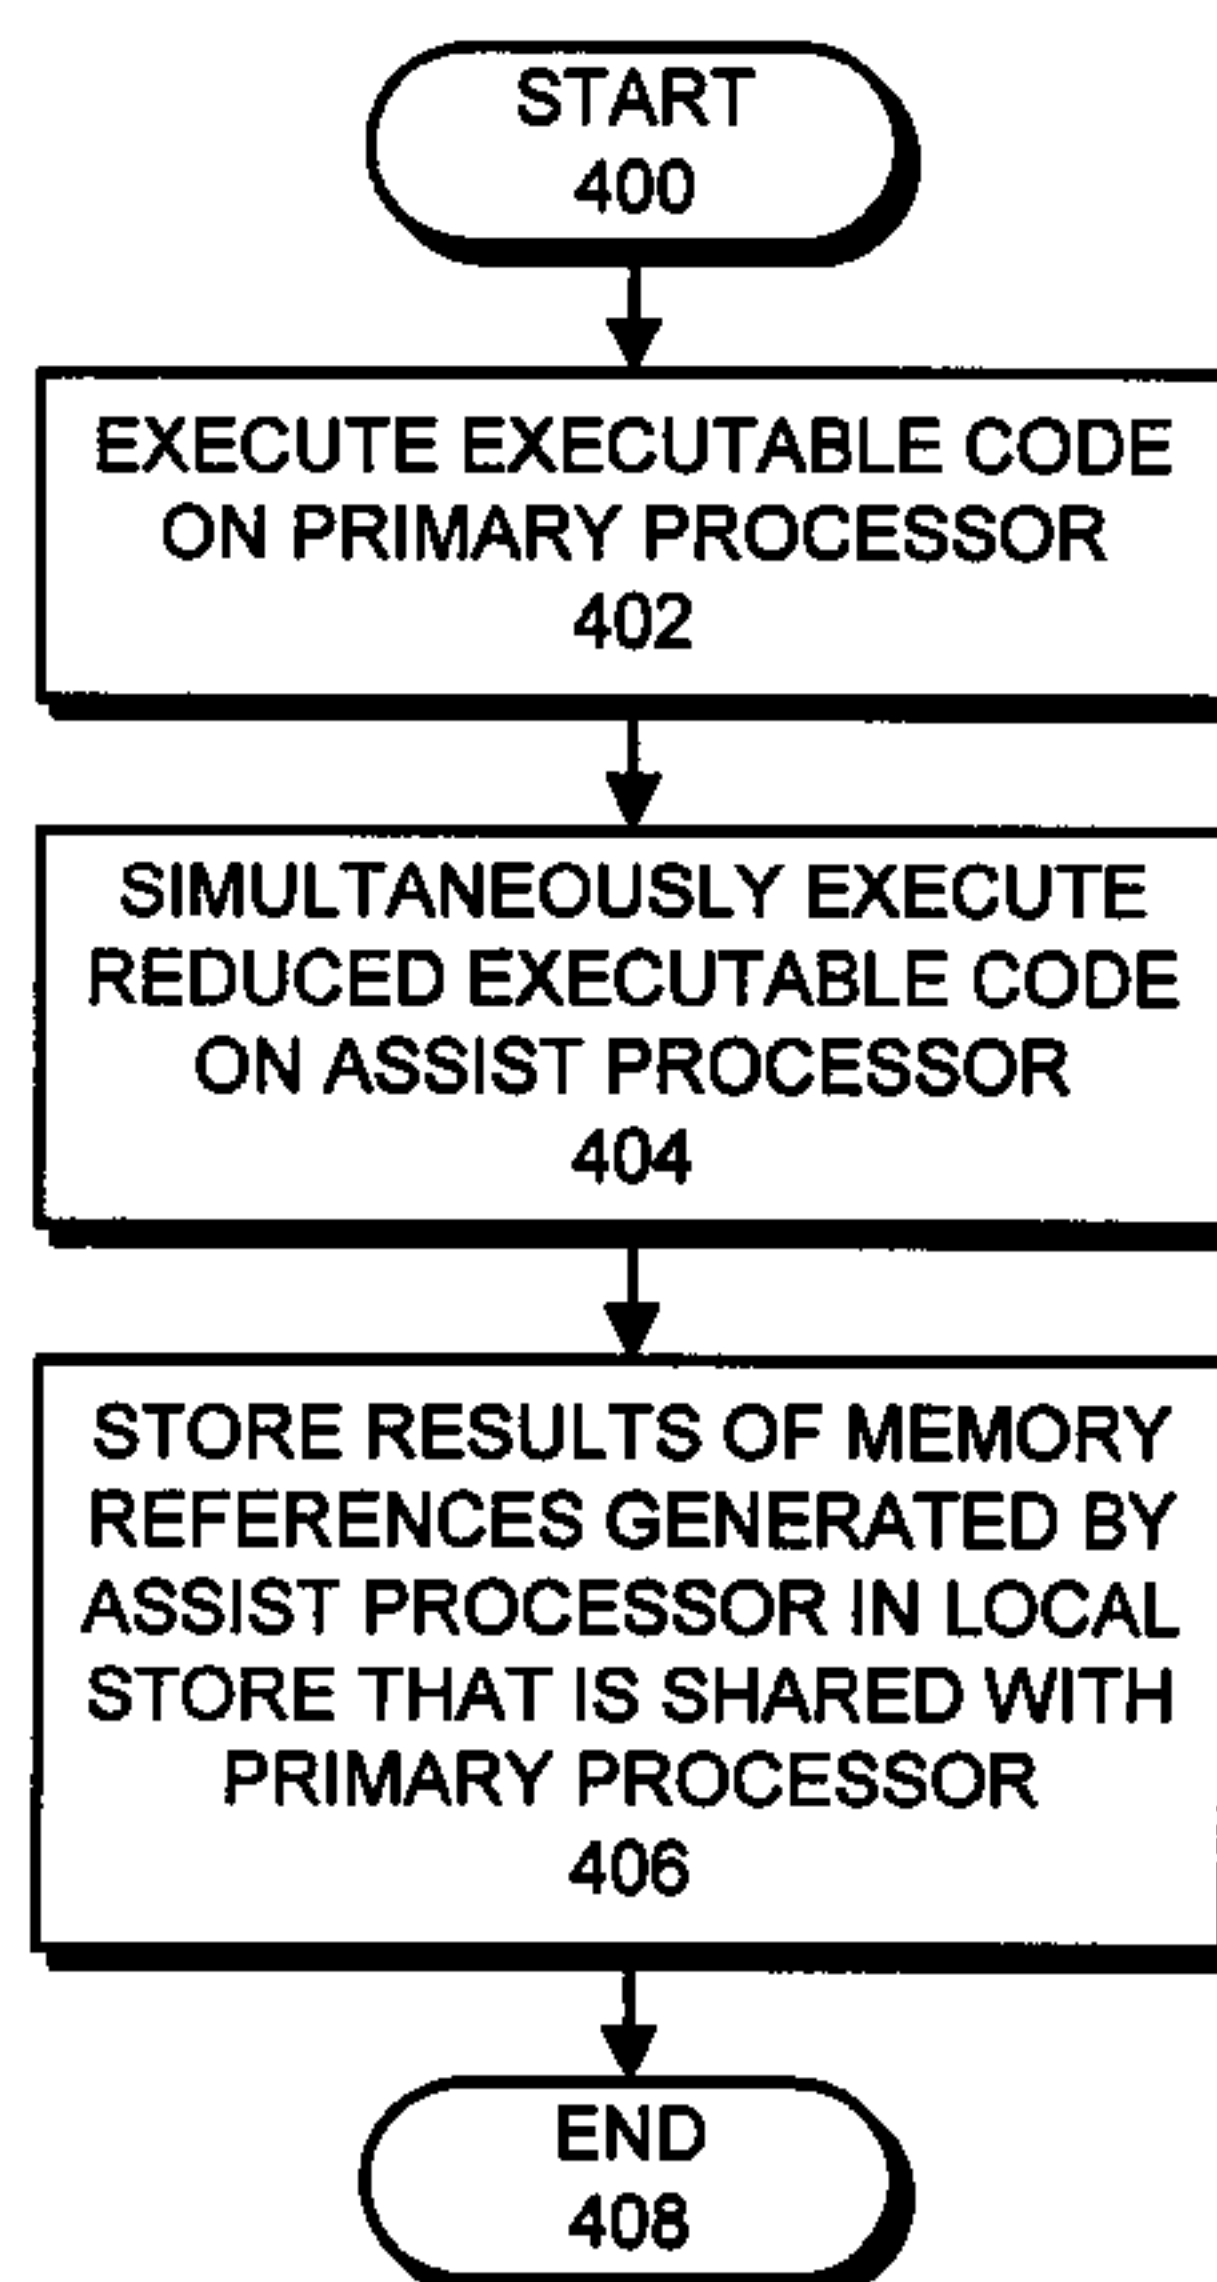 START
400
EXECUTE EXECUTABLE CODE
ON PRIMARY PROCESSOR
402
SIMULTANEOUSLY EXECUTE
REDUCED EXECUTABLE CODE
ON ASSIST PROCESSOR
404
STORE RESULTS OF MEMORY
REFERENCES GENERATED BY
ASSIST PROCESSOR IN LOCAL
STORE THAT IS SHARED WITH
PRIMARY PROCESSOR
406
END
408